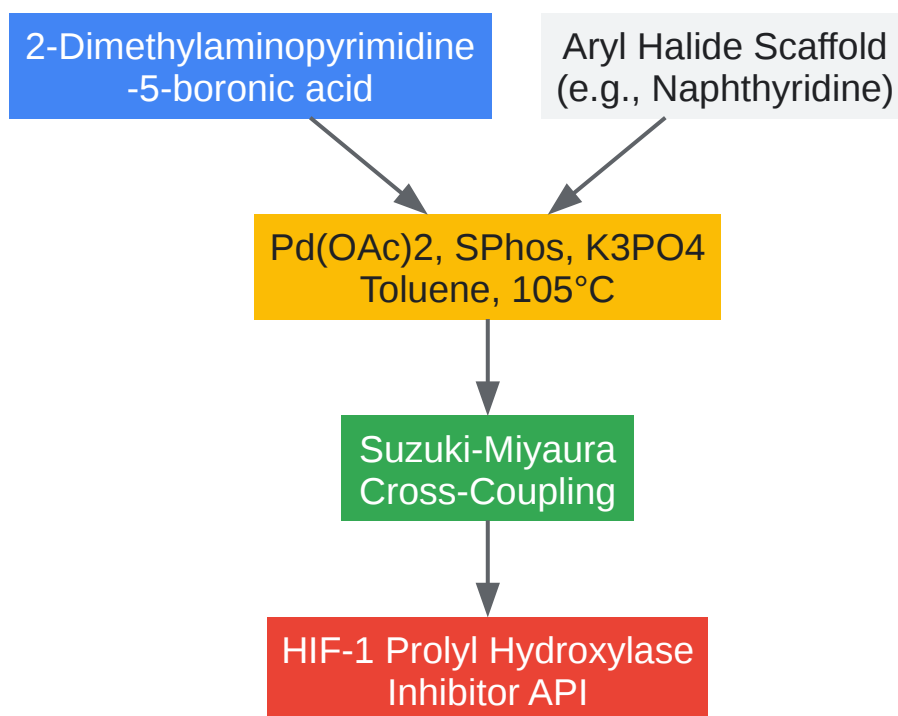 2-Dimethylaminopyrimidine
-5-boronic acid
Aryl Halide Scaffold
(e.g., Naphthyridine)
Pd(OAc)2, SPhos, K3PO4
Toluene, 105°C
Suzuki-Miyaura
Cross-Coupling
HIF-1 Prolyl Hydroxylase
Inhibitor API